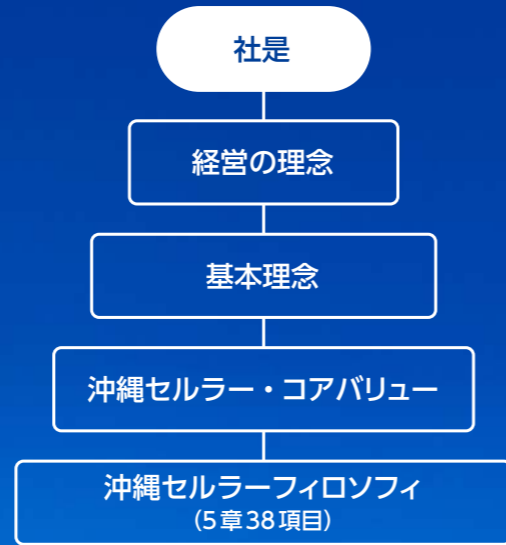 社是
経営の理念
基本理念
沖縄セルラー・コアバリュー
沖縄セルラーフィロソフィ
(5章38項目)